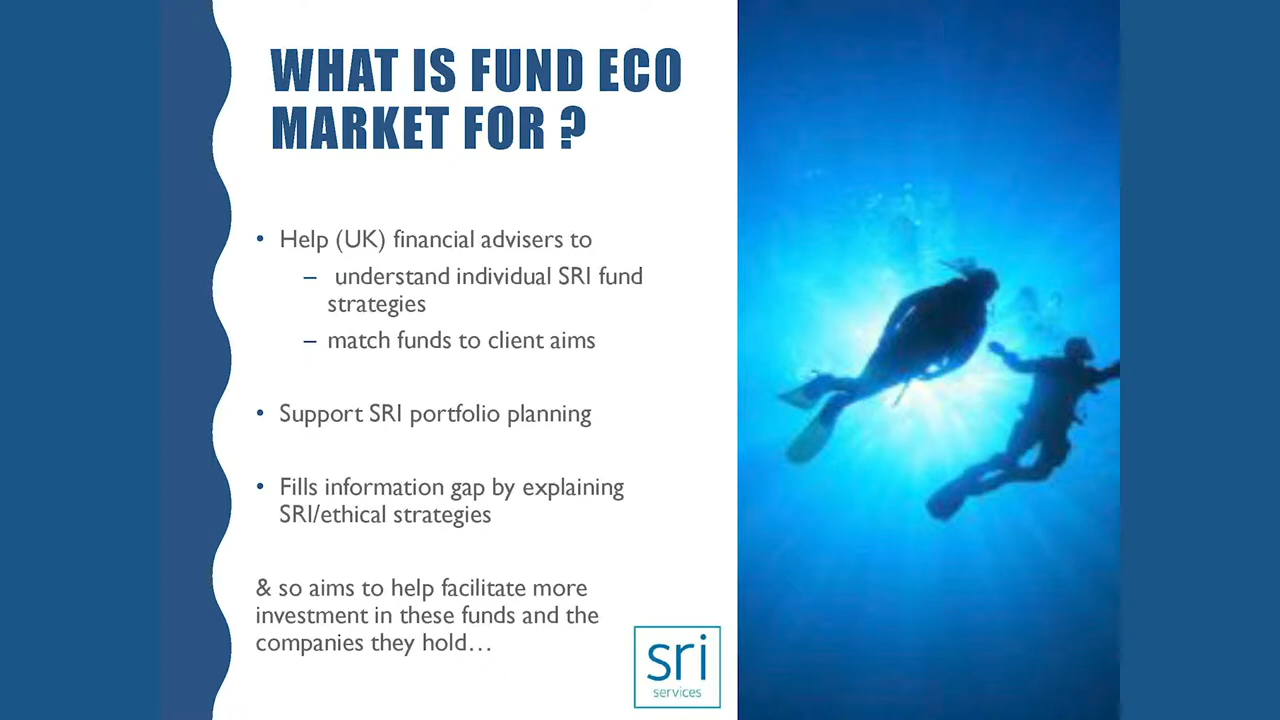 WHAT IS FUND ECO
MARKET FOR ?
• Help (UK) financial advisers to
– understand individual SRI fund
strategies
– match funds to client aims
• Support SRI portfolio planning
• Fills information gap by explaining
SRI/ethical strategies
& so aims to help facilitate more
investment in these funds and the
companies they hold…
sri
services